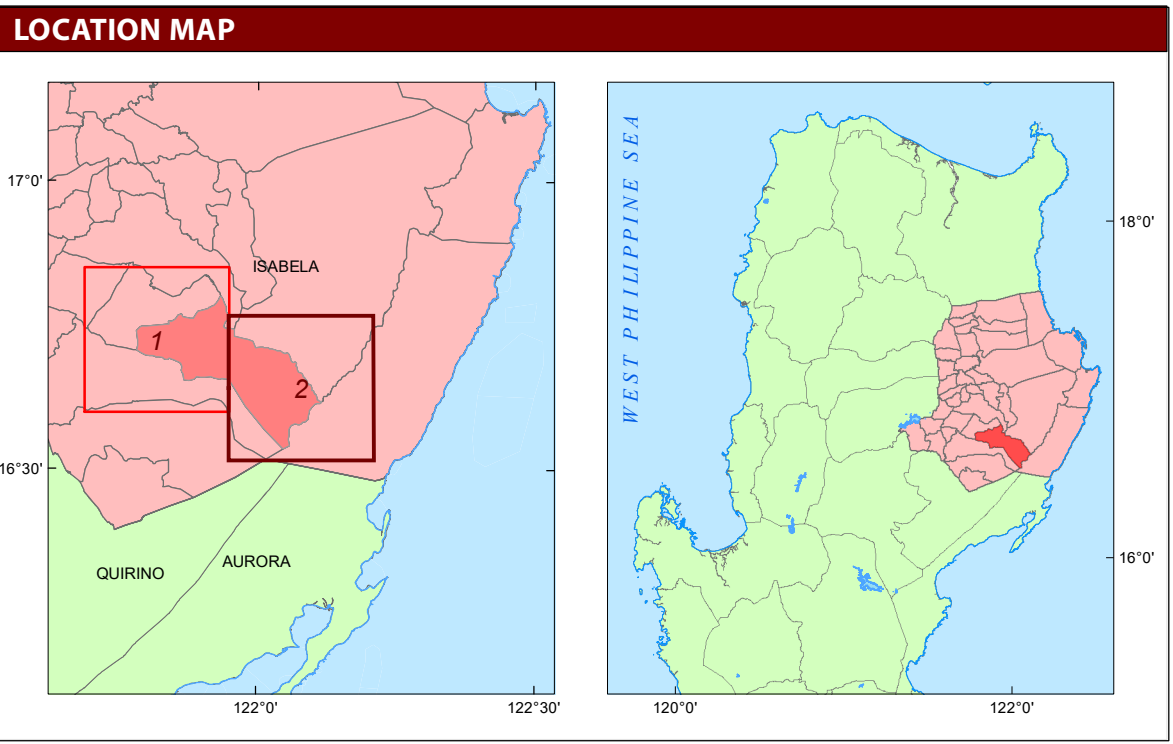 LOCATION MAP
17°0'
ISABELA
1
2
16°30'
QUIRINO
AURORA
122°0'
122°30'
WEST PHILIPPINE SEA
18°0'
16°0'
120°0'
122°0'